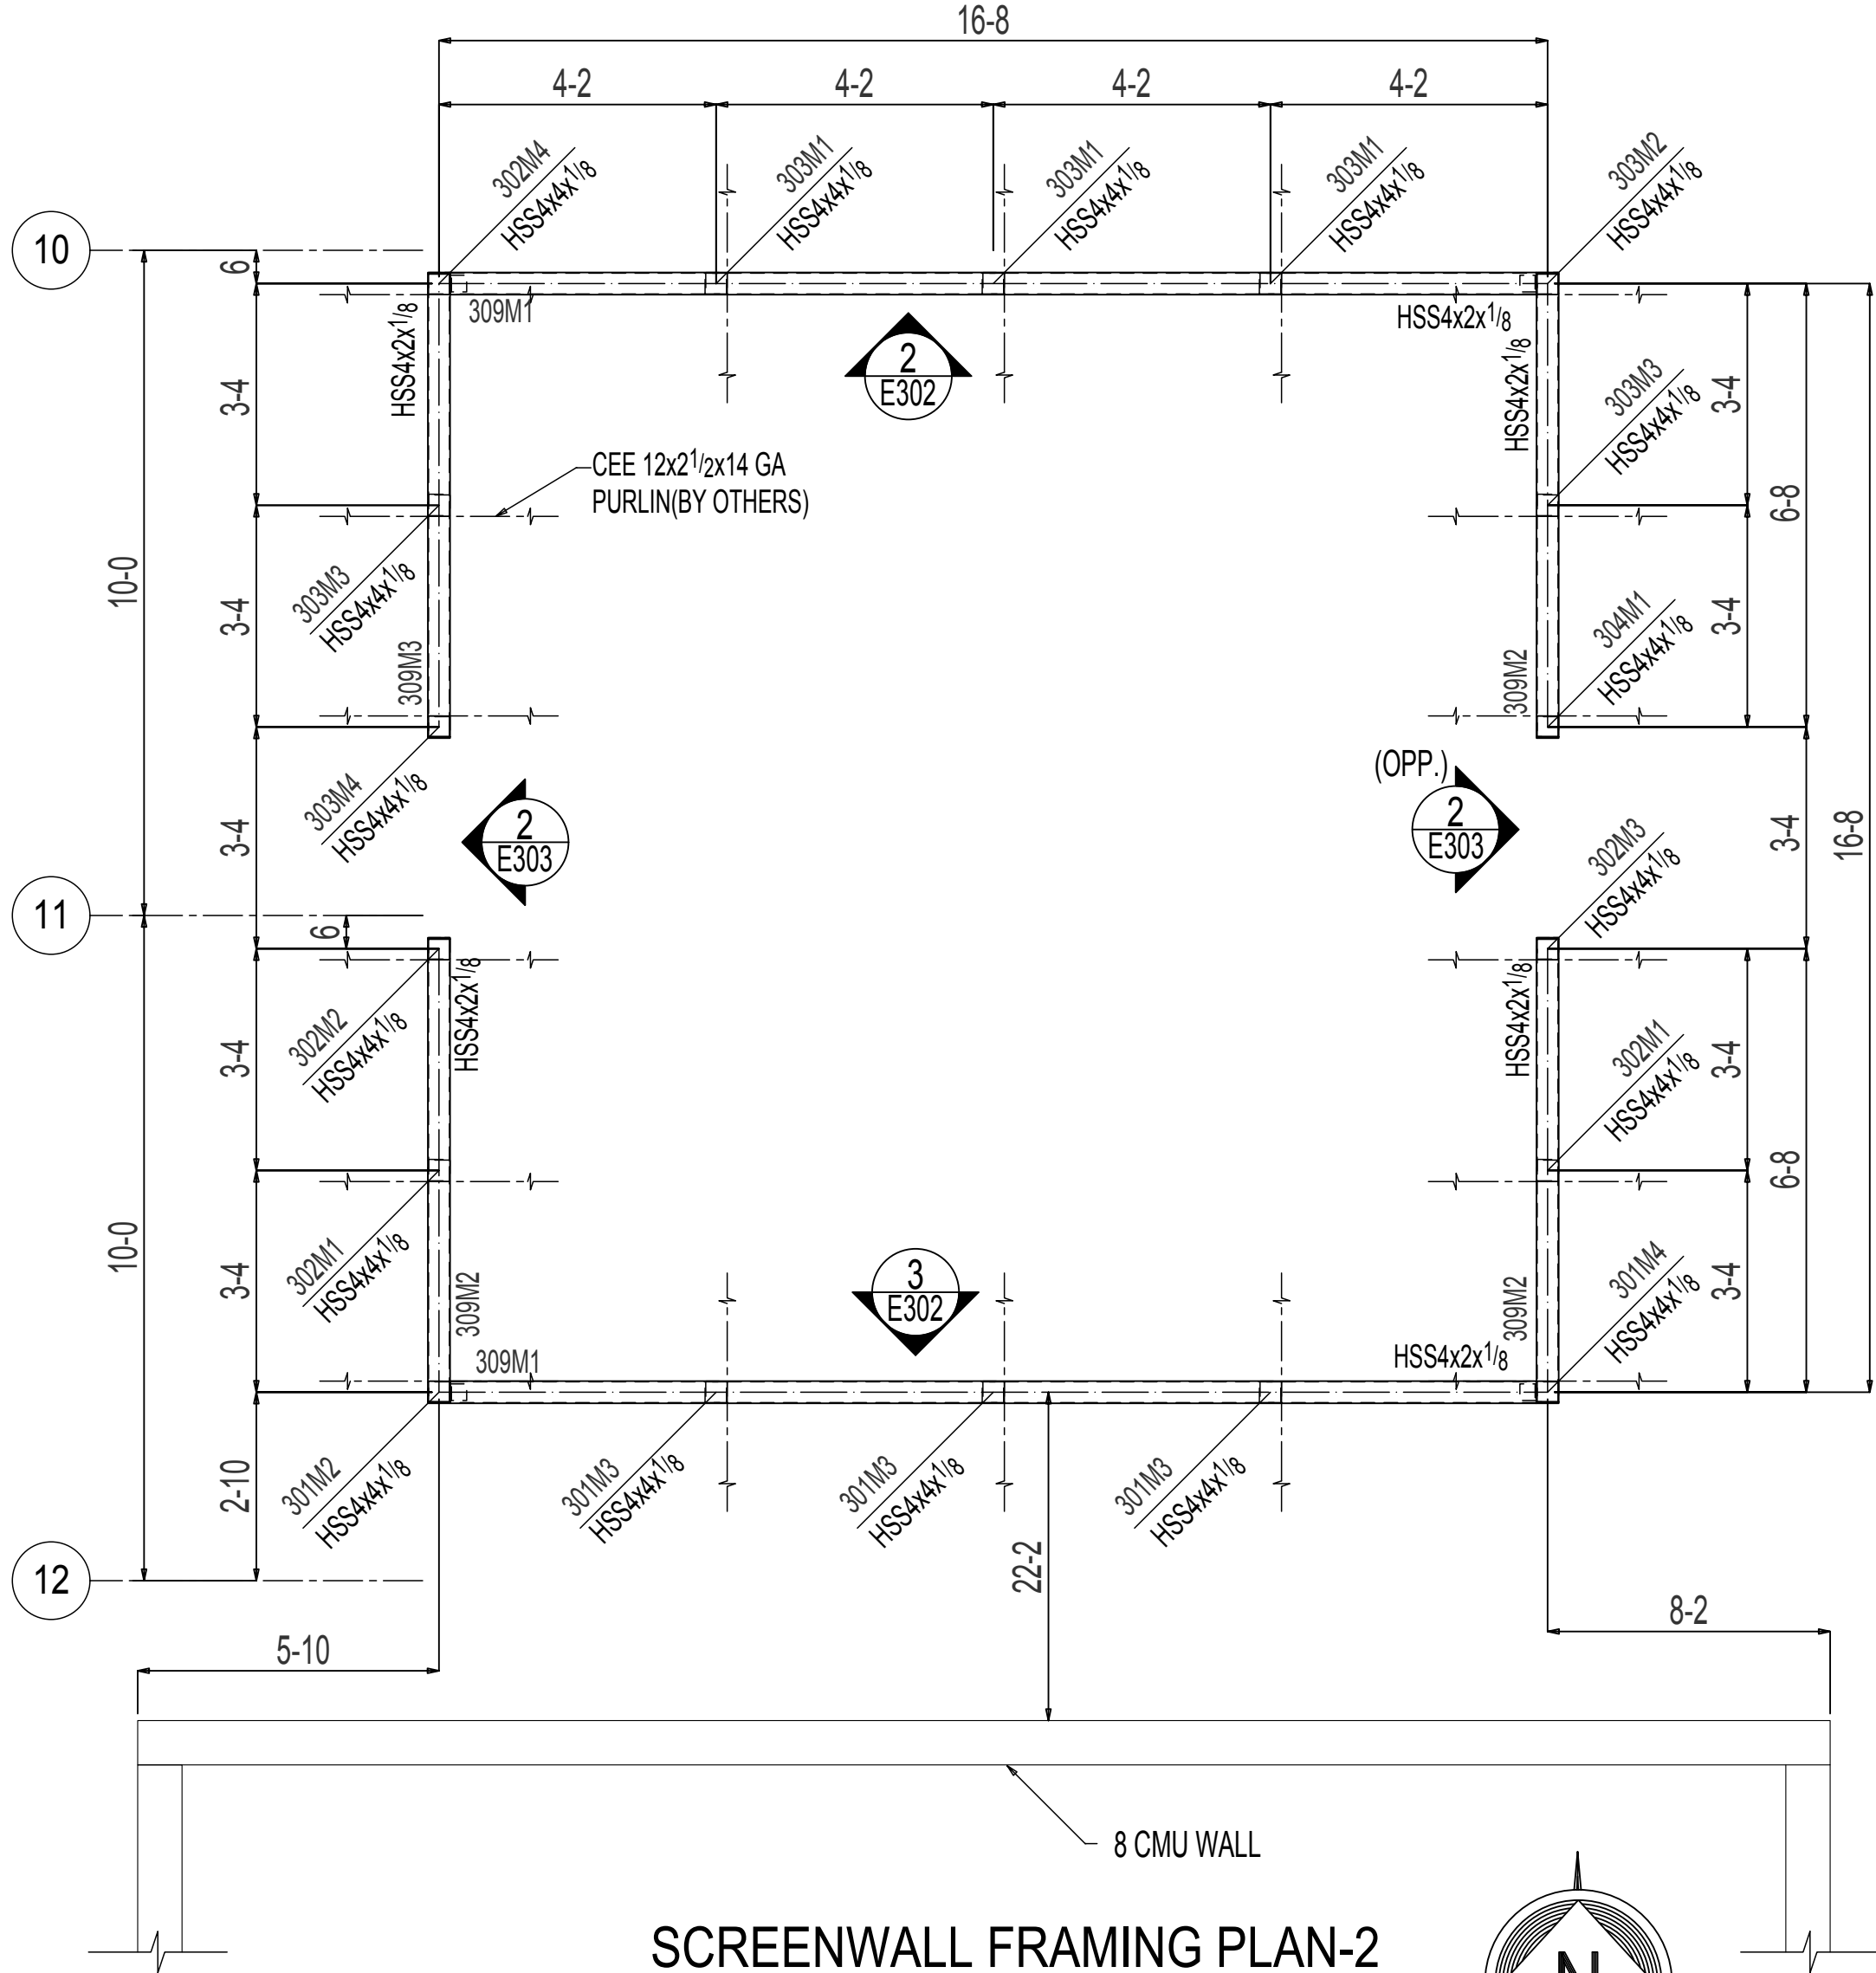 16-8
4-2
4-2
4-2
4-2
302M4
HSS4x4x1/8
303M1
HSS4x4x1/8
303M1
HSS4x4x1/8
303M1
HSS4x4x1/8
303M2
HSS4x4x1/8
10
6
309M1
HSS4x2x1/8
HSS4x2x1/8
HSS4x2x1/8
2
E302
3-4
303M3
HSS4x4x1/8
3-4
CEE 12x2 1/2x14 GA
PURLIN(BY OTHERS)
6-8
10-0
303M3
HSS4x4x1/8
3-4
309M3
309M2
304M1
HSS4x4x1/8
3-4
(OPP.)
303M4
HSS4x4x1/8
3-4
2
E303
2
E303
302M3
HSS4x4x1/8
3-4
16-8
11
6
302M2
HSS4x4x1/8
HSS4x2x1/8
HSS4x2x1/8
3-4
302M1
HSS4x4x1/8
3-4
6-8
10-0
302M1
HSS4x4x1/8
3-4
309M2
3
E302
309M2
301M4
HSS4x4x1/8
3-4
309M1
HSS4x2x1/8
2-10
301M2
HSS4x4x1/8
301M3
HSS4x4x1/8
301M3
HSS4x4x1/8
301M3
HSS4x4x1/8
22-2
12
5-10
8-2
8 CMU WALL
SCREENWALL FRAMING PLAN-2
N